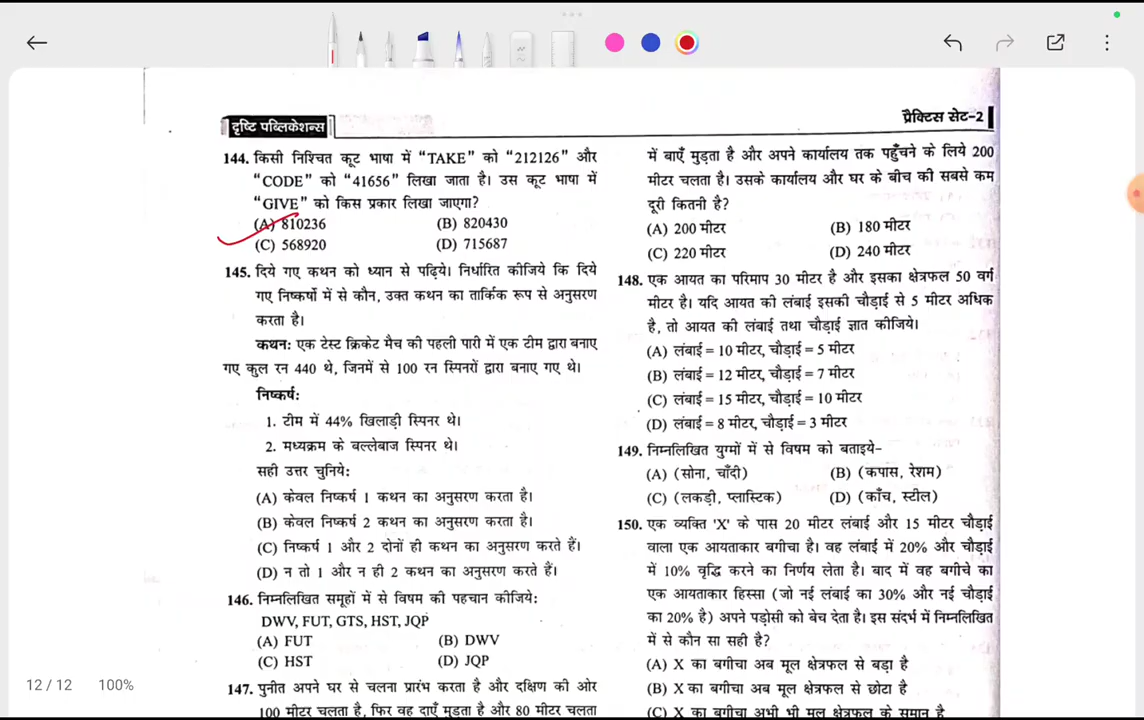 दृष्टि पब्लिकेशन्स
प्रैक्टिस सेट-2
144. किसी निश्चित कूट भाषा में “TAKE” को “212126” और
“CODE” को “41656” लिखा जाता है। उस कूट भाषा में
“GIVE” को किस प्रकार लिखा जाएगा?
(A) 810236 (B) 820430
(C) 568920 (D) 715687
145. दिये गए कथन को ध्यान से पढ़िये। निर्धारित कीजिये कि दिये
गए निष्कर्षों में से कौन, उक्त कथन का तार्किक रूप से अनुसरण
करता है।
कथन: एक टेस्ट क्रिकेट मैच की पहली पारी में एक टीम द्वारा बनाए
गए कुल रन 440 थे, जिनमें से 100 रन स्पिनरों द्वारा बनाए गए थे।
निष्कर्ष:
1. टीम में 44% खिलाड़ी स्पिनर थे।
2. मध्यक्रम के बल्लेबाज स्पिनर थे।
सही उत्तर चुनिये:
(A) केवल निष्कर्ष 1 कथन का अनुसरण करता है।
(B) केवल निष्कर्ष 2 कथन का अनुसरण करता है।
(C) निष्कर्ष 1 और 2 दोनों ही कथन का अनुसरण करते हैं।
(D) न तो 1 और न ही 2 कथन का अनुसरण करते हैं।
146. निम्नलिखित समूहों में से विषम की पहचान कीजिये:
DWV, FUT, GTS, HST, JQP
(A) FUT (B) DWV
(C) HST (D) JQP
147. पुनीत अपने घर से चलना प्रारंभ करता है और दक्षिण की ओर
100 मीटर चलता है, फिर वह दाएँ मुड़ता है और 80 मीटर चलता
में बाएँ मुड़ता है और अपने कार्यालय तक पहुँचने के लिये 200
मीटर चलता है। उसके कार्यालय और घर के बीच की सबसे कम
दूरी कितनी है?
(A) 200 मीटर (B) 180 मीटर
(C) 220 मीटर (D) 240 मीटर
148. एक आयत का परिमाप 30 मीटर है और इसका क्षेत्रफल 50 वर्ग
मीटर है। यदि आयत की लंबाई इसकी चौड़ाई से 5 मीटर अधिक
है, तो आयत की लंबाई तथा चौड़ाई ज्ञात कीजिये।
(A) लंबाई = 10 मीटर, चौड़ाई = 5 मीटर
(B) लंबाई = 12 मीटर, चौड़ाई = 7 मीटर
(C) लंबाई = 15 मीटर, चौड़ाई = 10 मीटर
(D) लंबाई = 8 मीटर, चौड़ाई = 3 मीटर
149. निम्नलिखित युग्मों में से विषम को बताइये-
(A) (सोना, चाँदी) (B) (कपास, रेशम)
(C) (लकड़ी, प्लास्टिक) (D) (काँच, स्टील)
150. एक व्यक्ति 'X' के पास 20 मीटर लंबाई और 15 मीटर चौड़ाई
वाला एक आयताकार बगीचा है। वह लंबाई में 20% और चौड़ाई
में 10% वृद्धि करने का निर्णय लेता है। बाद में वह बगीचे का
एक आयताकार हिस्सा (जो नई लंबाई का 30% और नई चौड़ाई
का 20% है) अपने पड़ोसी को बेच देता है। इस संदर्भ में निम्नलिखित
में से कौन सा सही है?
(A) X का बगीचा अब मूल क्षेत्रफल से बड़ा है
(B) X का बगीचा अब मूल क्षेत्रफल से छोटा है
(C) X का बगीचा अभी भी मूल क्षेत्रफल के समान है
12 / 12 100%